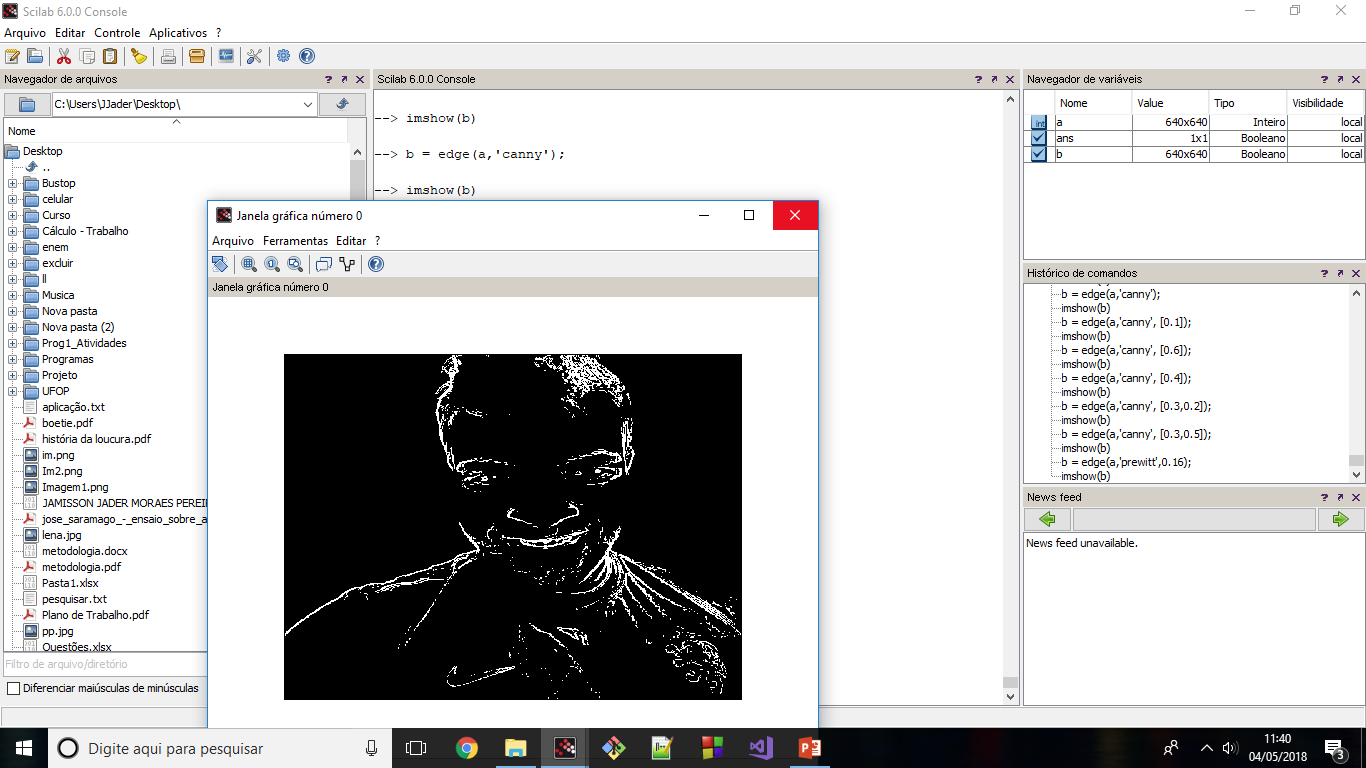 Scilab 6.0.0 Console
Arquivo Editar Controle Aplicativos ?
Navegador de arquivos
C:\Users\JJader\Desktop\
Nome
Desktop
..
Bustop
celular
Curso
Cálculo - Trabalho
enem
excluir
Musica
Nova pasta
Nova pasta (2)
Prog1_Atividades
Programas
Projeto
UFOP
aplicação.txt
boetie.pdf
história da loucura.pdf
im.png
Im2.png
Imagem1.png
JAMISSON JADER MORAES PEREIR
jose_saramago_-_ensaio_sobre_a
lena.jpg
metodologia.docx
metodologia.pdf
Pasta1.xlsx
pesquisar.txt
Plano de Trabalho.pdf
pp.jpg
Questões.xlsx
Filtro de arquivo/diretório
Diferenciar maiúsculas de minúsculas
Scilab 6.0.0 Console
--> imshow(b)
--> b = edge(a,'canny');
--> imshow(b)
Janela gráfica número 0
Arquivo Ferramentas Editar ?
Janela gráfica número 0
Navegador de variáveis
Nome Value Tipo Visibilidade
int a 640x640 Inteiro local
ans 1x1 Booleano local
b 640x640 Booleano local
Histórico de comandos
b = edge(a,'canny');
imshow(b)
b = edge(a,'canny', [0.1]);
imshow(b)
b = edge(a,'canny', [0.6]);
imshow(b)
b = edge(a,'canny', [0.4]);
imshow(b)
b = edge(a,'canny', [0.3,0.2]);
imshow(b)
b = edge(a,'canny', [0.3,0.5]);
imshow(b)
b = edge(a,'prewitt',0.16);
imshow(b)
News feed
News feed unavailable.
Digite aqui para pesquisar
11:40
04/05/2018
3